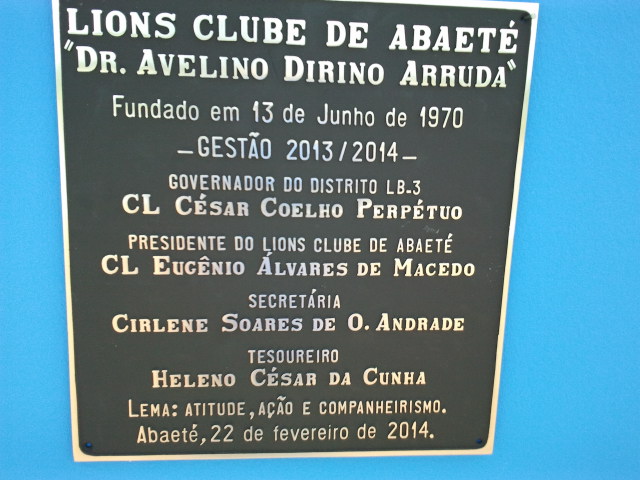 LIONS CLUBE DE ABAETÉ
"DR. AVELINO DIRINO ARRUDA"
Fundado em 13 de Junho de 1970
— GESTÃO 2013/2014 —
GOVERNADOR DO DISTRITO LB-3
CL CÉSAR COELHO PERPÉTUO
PRESIDENTE DO LIONS CLUBE DE ABAETÉ
CL EUGÊNIO ÁLVARES DE MACEDO
SECRETÁRIA
CIRLENE SOARES DE O. ANDRADE
TESOUREIRO
HELENO CÉSAR DA CUNHA
LEMA: ATITUDE, AÇÃO E COMPANHEIRISMO.
Abaeté, 22 de fevereiro de 2014.